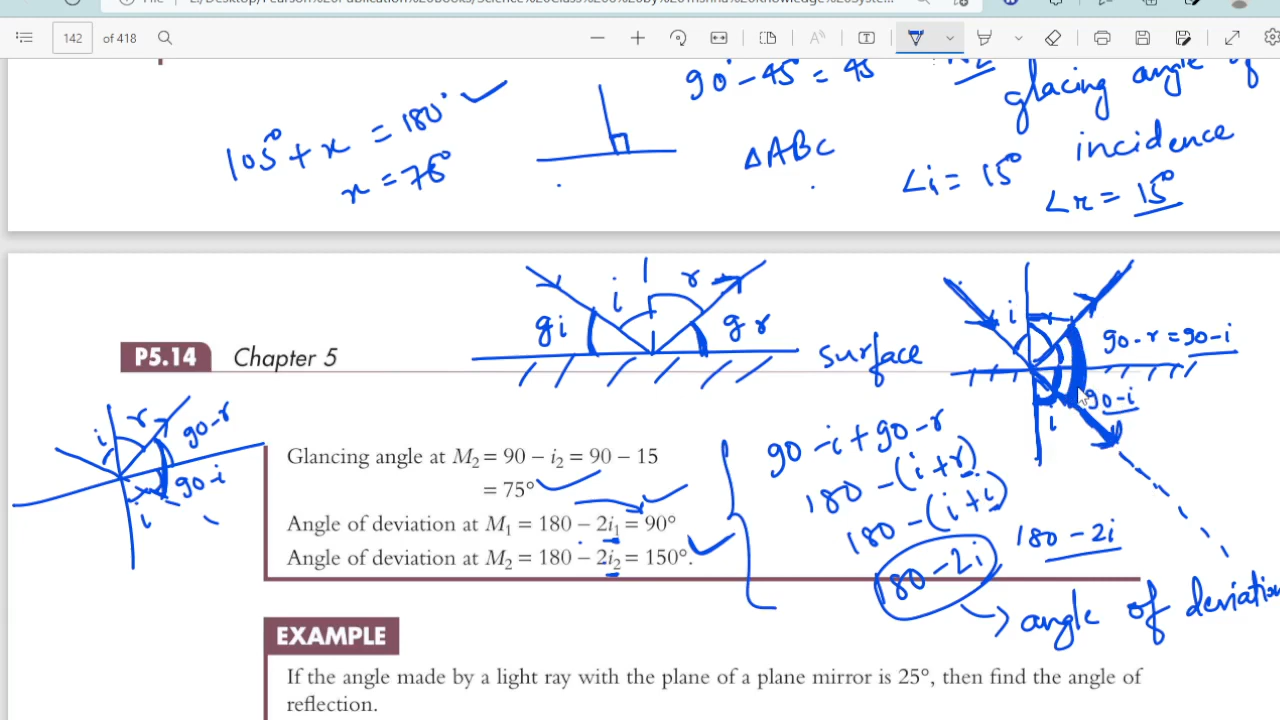 142 of 418
90° - 45° = 45
glacing angle of
105° + x = 180°
x = 75°
ΔABC
incidence
∠i = 15°
∠r = 15°
i r
gi gr
surface
i
90-r = 90-i
90-i
i
P5.14 Chapter 5
i r 90-r
90-i
i
Glancing angle at M₂ = 90 – i₂ = 90 – 15
= 75°
Angle of deviation at M₁ = 180 – 2i₁ = 90°
Angle of deviation at M₂ = 180 – 2i₂ = 150°.
90 - i + 90 - r
180 - (i + r)
180 - (i + i)
180 - 2i
180 - 2i
angle of deviation
EXAMPLE
If the angle made by a light ray with the plane of a plane mirror is 25°, then find the angle of
reflection.